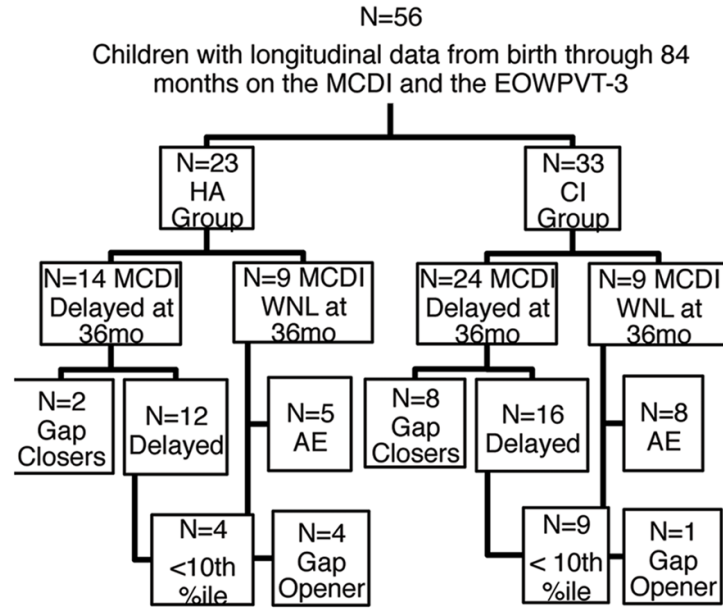 N=56
Children with longitudinal data from birth through 84
months on the MCDI and the EOWPVT-3
N=23
HA
Group
N=33
CI
Group
N=14 MCDI
Delayed at
36mo
N=9 MCDI
WNL at
36mo
N=24 MCDI
Delayed at
36mo
N=9 MCDI
WNL at
36mo
N=2
Gap
Closers
N=12
Delayed
N=5
AE
N=8
Gap
Closers
N=16
Delayed
N=8
AE
N=4
<10th
%ile
N=4
Gap
Opener
N=9
< 10th
%ile
N=1
Gap
Opener